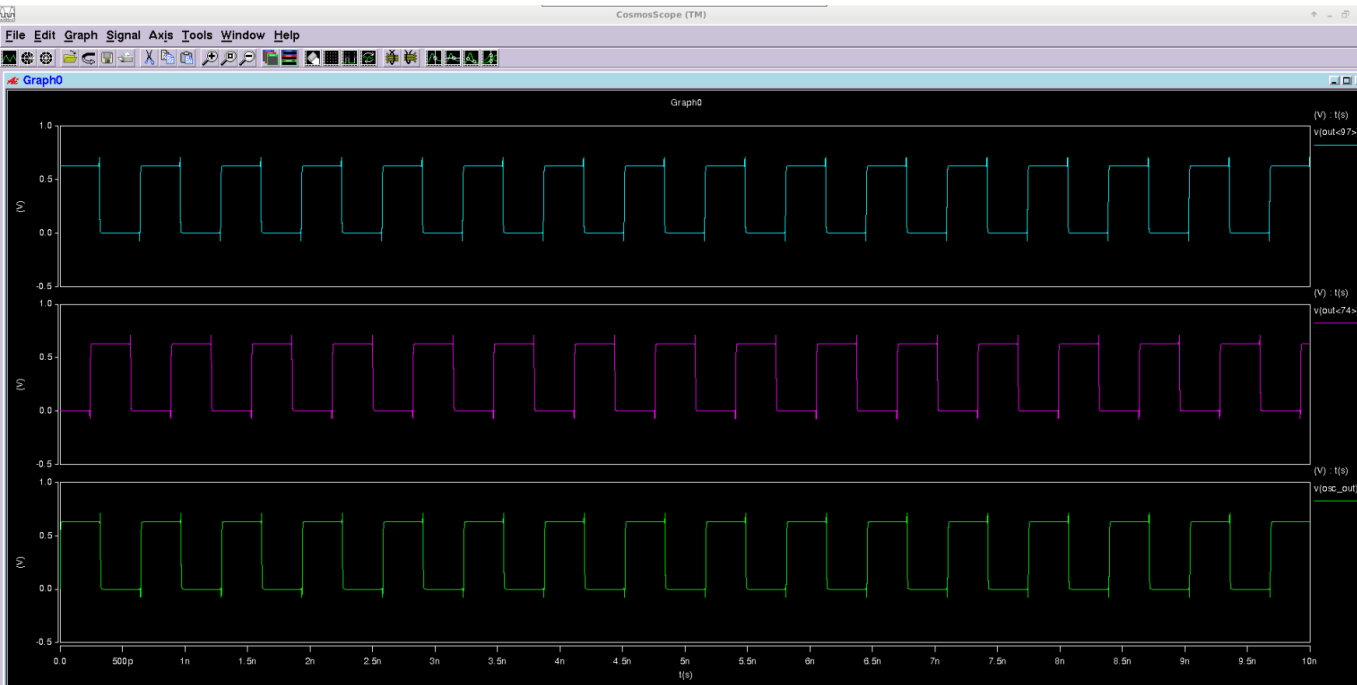 CosmosScope (TM)
File Edit Graph Signal Axis Tools Window Help
Graph0
Graph0
(V) : t(s)
v(out<97>
1.0
0.5
(V)
0.0
-0.5
(V) : t(s)
v(out<74>
1.0
0.5
(V)
0.0
-0.5
(V) : t(s)
v(osc_out)
1.0
0.5
(V)
0.0
-0.5
0.0 500p 1n 1.5n 2n 2.5n 3n 3.5n 4n 4.5n 5n 5.5n 6n 6.5n 7n 7.5n 8n 8.5n 9n 9.5n 10n
t(s)